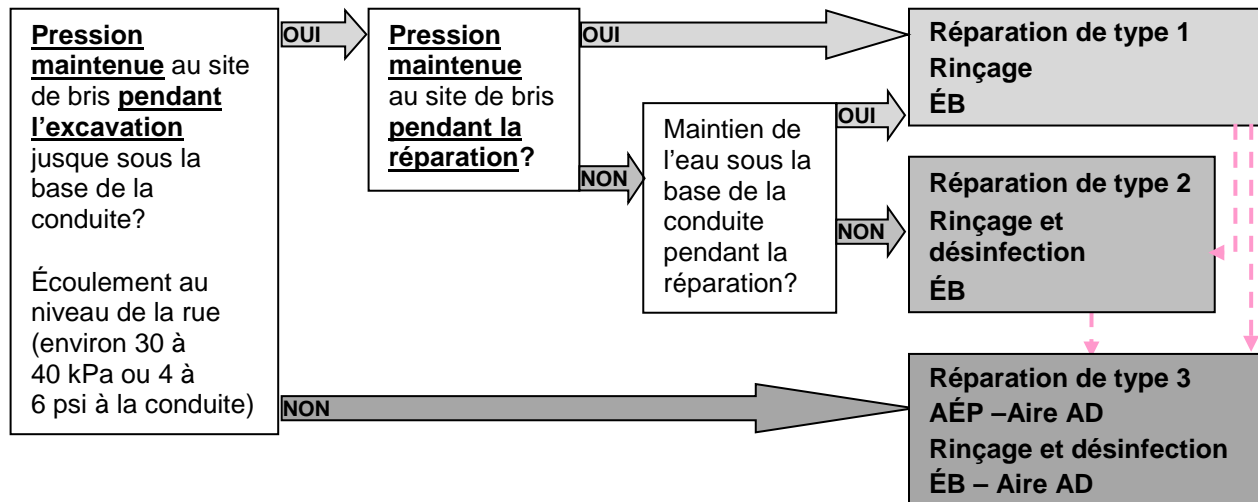 Pression
maintenue au site
de bris pendant
l'excavation
jusque sous la
base de la
conduite?
Écoulement au
niveau de la rue
(environ 30 à
40 kPa ou 4 à
6 psi à la conduite)
OUI
NON
Pression
maintenue
au site de bris
pendant la
réparation?
OUI
NON
Maintien de
l'eau sous la
base de la
conduite
pendant la
réparation?
OUI
NON
Réparation de type 1
Rinçage
ÉB
Réparation de type 2
Rinçage et
désinfection
ÉB
Réparation de type 3
AÉP –Aire AD
Rinçage et désinfection
ÉB – Aire AD